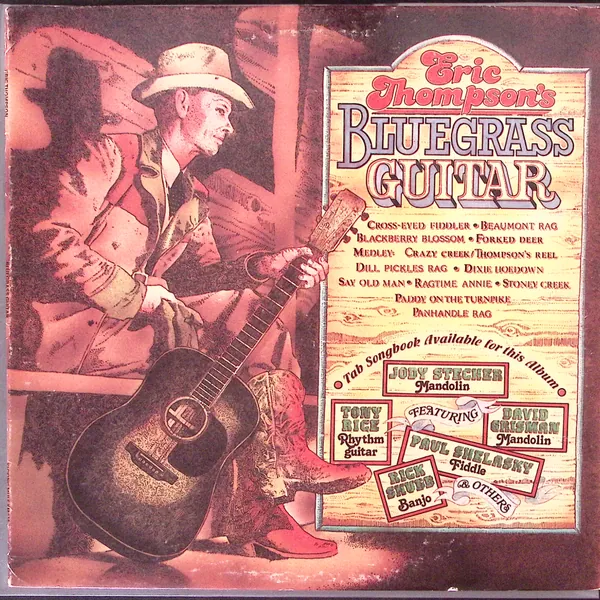 Eric
Thompson's
BLUEGRASS
GUITAR
CROSS-EYED FIDDLER • BEAUMONT RAG
BLACKBERRY BLOSSOM • FORKED DEER
MEDLEY: CRAZY CREEK/THOMPSON'S REEL
DILL PICKLES RAG • DIXIE HOEDOWN
SAY OLD MAN • RAGTIME ANNIE • STONEY CREEK
PADDY ON THE TURNPIKE
PANHANDLE RAG
• Tab Songbook Available for this Album •
JODY STECHER
Mandolin
FEATURING
TONY
RICE
Rhythm
guitar
DAVID
GRISMAN
Mandolin
PAUL SHELASKY
Fiddle
RICK
SHUBB
Banjo
& OTHERS